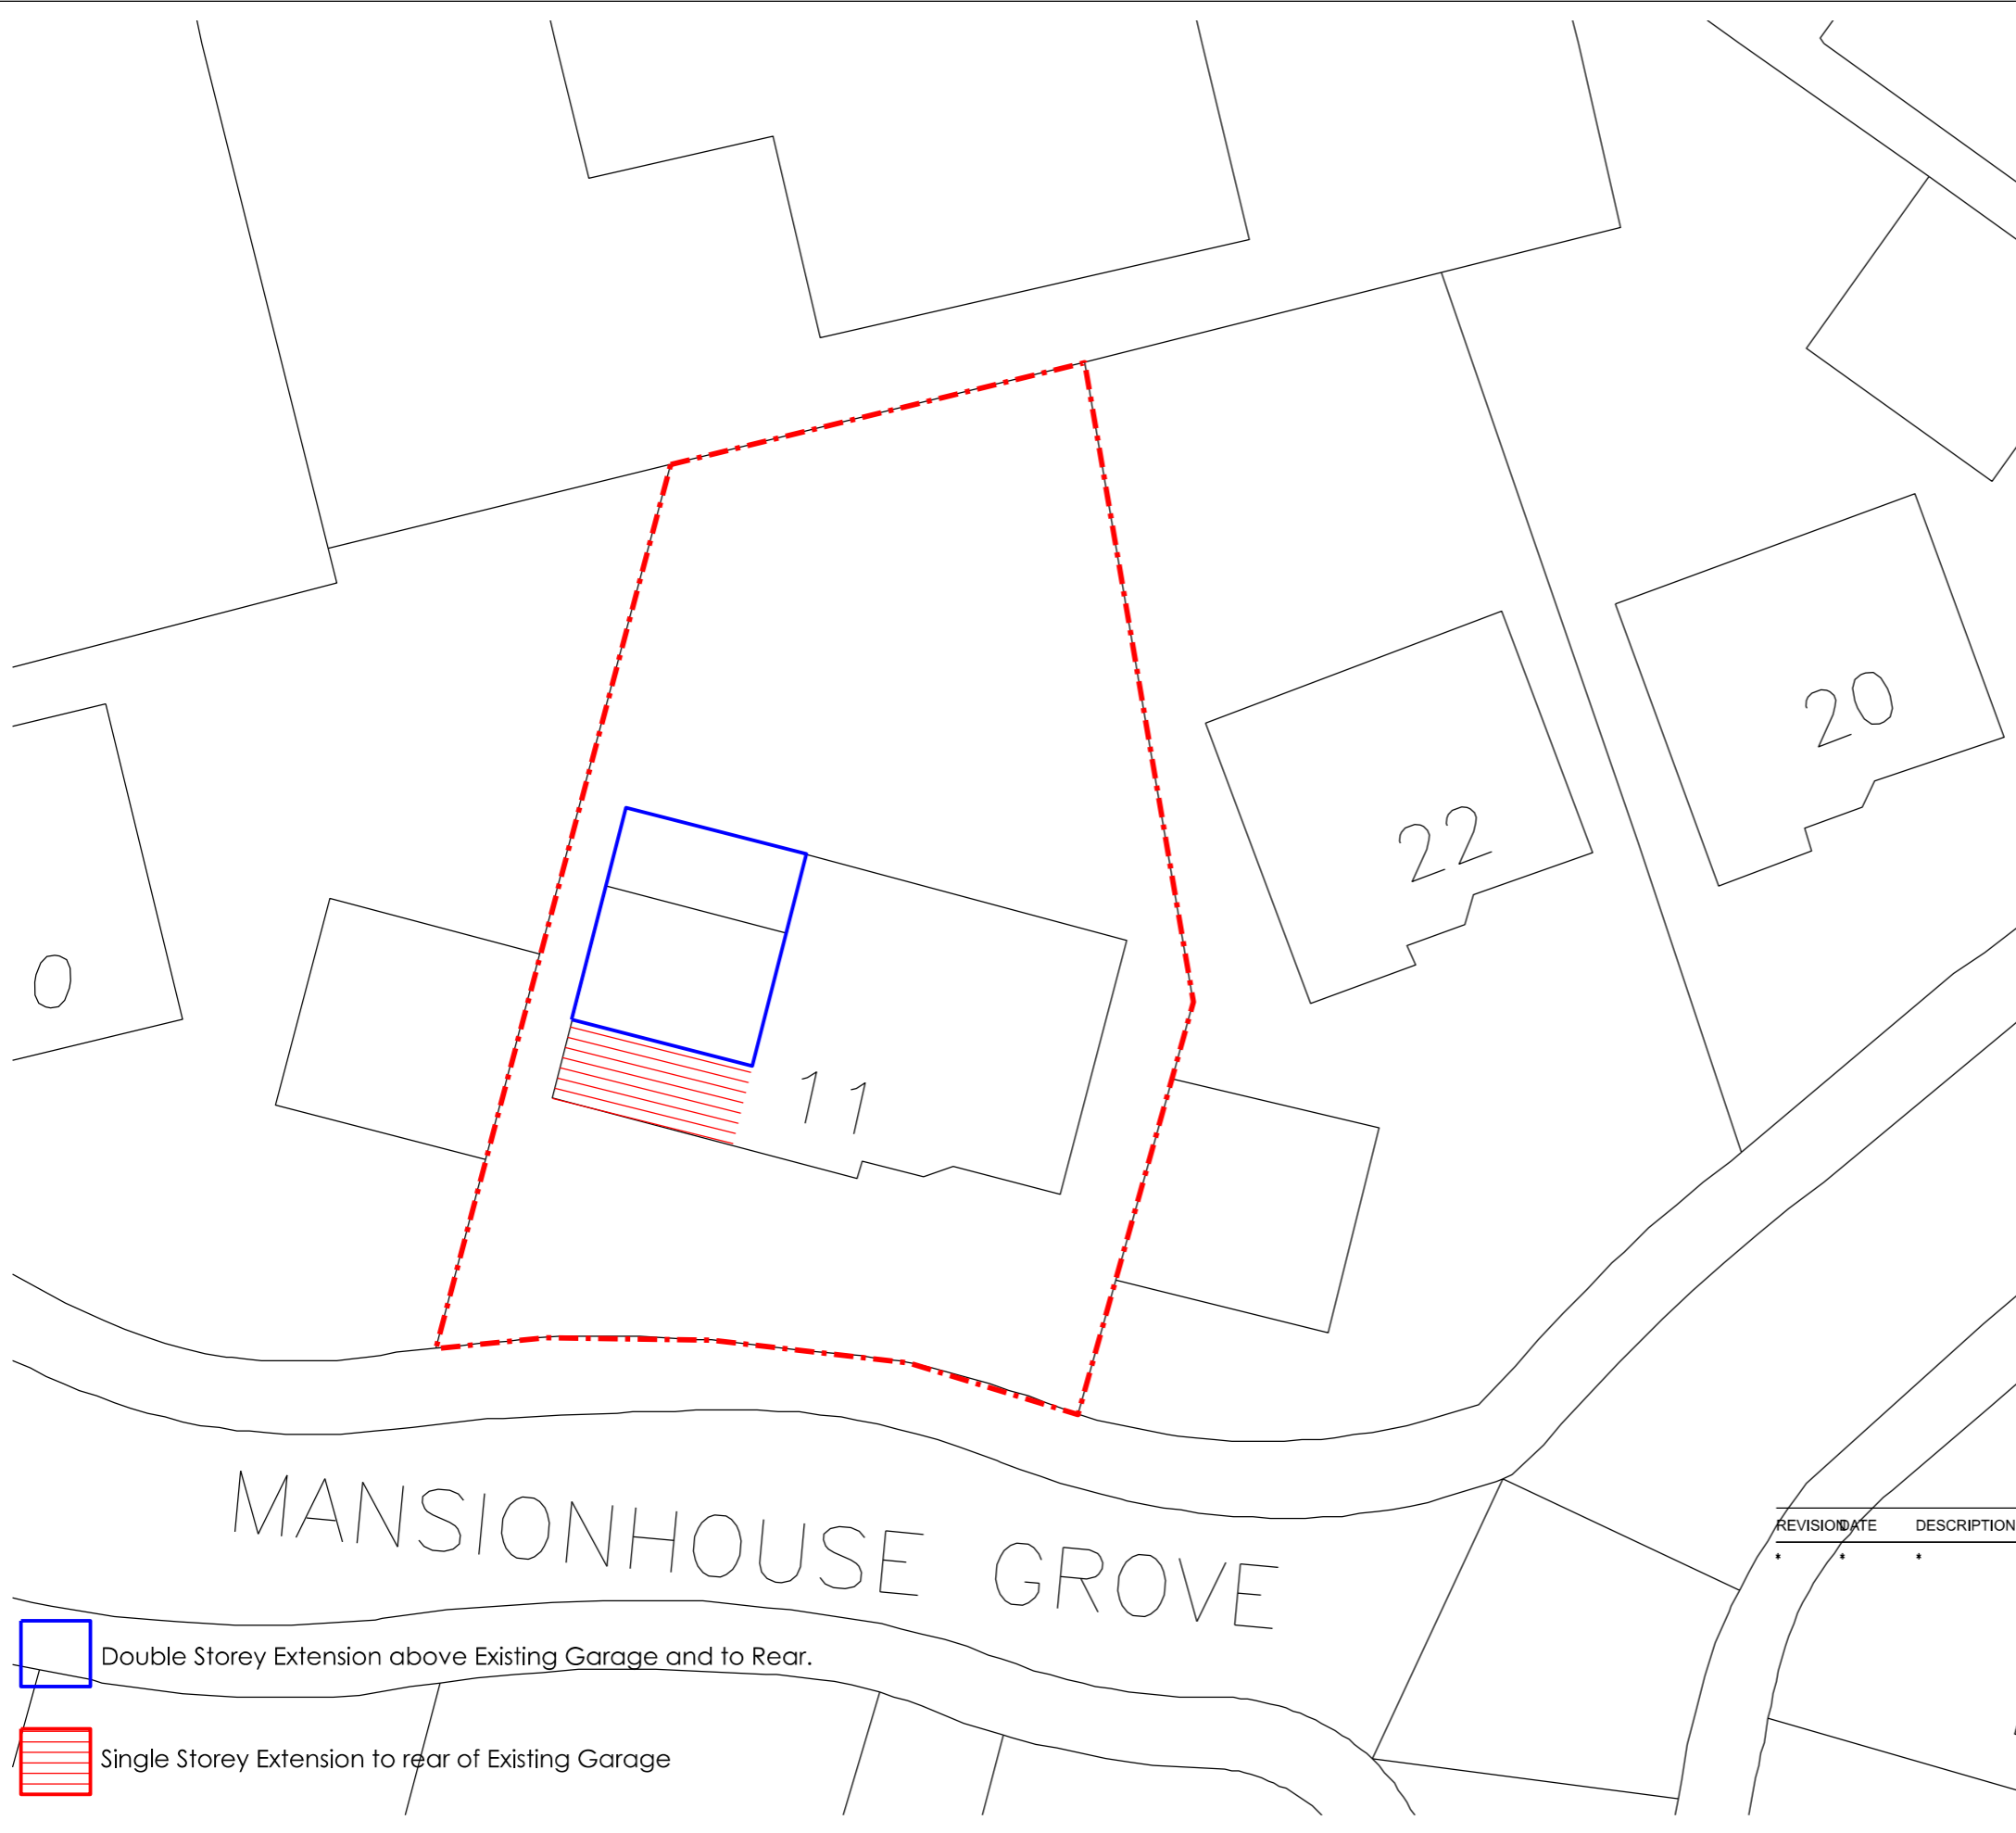 20
22
0
11
MANSIONHOUSE GROVE
REVISION DATE DESCRIPTION
* * *
Double Storey Extension above Existing Garage and to Rear.
Single Storey Extension to rear of Existing Garage